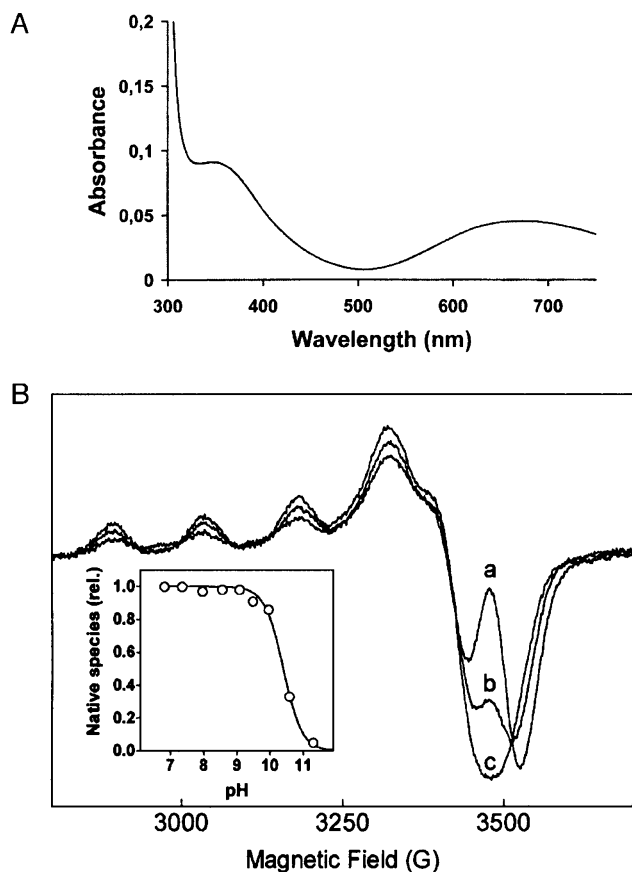 A
Absorbance
0,2
0,15
0,1
0,05
0
300 400 500 600 700
Wavelength (nm)
B
a
b
c
Native species (rel.)
1.0
0.8
0.6
0.4
0.2
0.0
7 8 9 10 11
pH
3000 3250 3500
Magnetic Field (G)